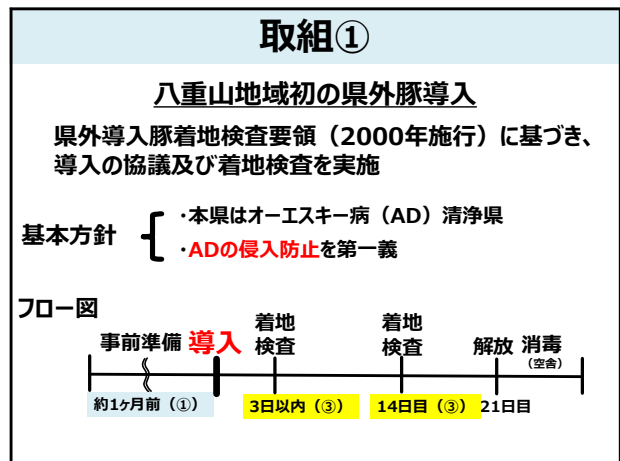 取組①
八重山地域初の県外豚導入
県外導入豚着地検査要領（2000年施行）に基づき、
導入の協議及び着地検査を実施
基本方針
・本県はオーエスキー病（AD）清浄県
・ADの侵入防止を第一義
フロー図
事前準備 導入 着地検査 着地検査 解放 消毒
（空舎）
約1ヶ月前（①） 3日以内（③） 14日目（③） 21日目